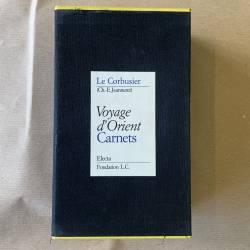 Le Corbusier
(Ch.-E. Jeanneret)
Voyage
d'Orient
Carnets
Electa
Fondation L.C.